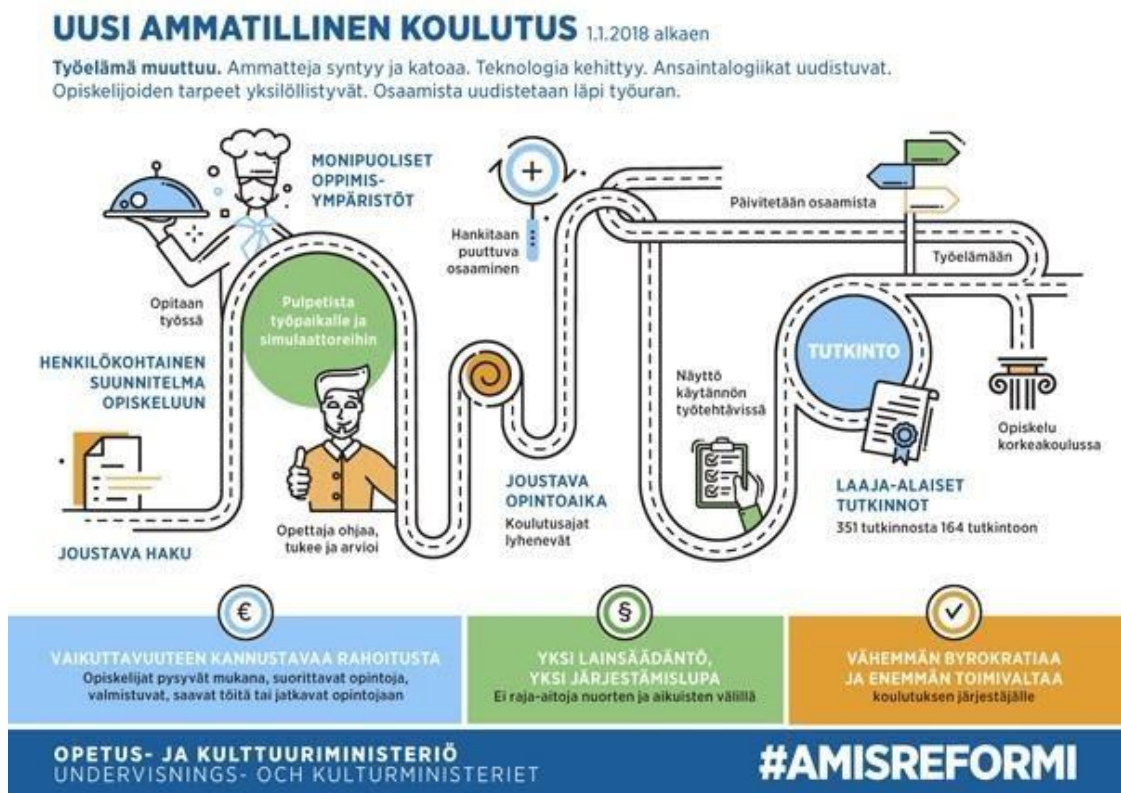 UUSI AMMATILLINEN KOULUTUS 1.1.2018 alkaen
Työelämä muuttuu. Ammatteja syntyy ja katoaa. Teknologia kehittyy. Ansaintalogiikat uudistuvat.
Opiskelijoiden tarpeet yksilöllistyvät. Osaamista uudistetaan läpi työuran.
MONIPUOLISET
OPPIMIS-
YMPÄRISTÖT
Opitaan
työssä
Pulpetista
työpaikalle ja
simulaattoreihin
HENKILÖKOHTAINEN
SUUNNITELMA
OPISKELUUN
JOUSTAVA HAKU
Opettaja ohjaa,
tukee ja arvioi
Hankitaan
puuttuva
osaaminen
JOUSTAVA
OPINTOAIKA
Koulutusajat
lyhenevät
Näyttö
käytännön
työtehtävissä
TUTKINTO
LAAJA-ALAISET
TUTKINNOT
351 tutkinnosta 164 tutkintoon
Päivitetään osaamista
Työelämään
Opiskelu
korkeakoulussa
€
VAIKUTTAVUUTEEN KANNUSTAVAA RAHOITUSTA
Opiskelijat pysyvät mukana, suorittavat opintoja,
valmistuvat, saavat töitä tai jatkavat opintojaan
§
YKSI LAINSÄÄDÄNTÖ,
YKSI JÄRJESTÄMISLUPA
Ei raja-aitoja nuorten ja aikuisten välillä
VÄHEMMÄN BYROKRATIAA
JA ENEMMÄN TOIMIVALTAA
koulutuksen järjestäjälle
OPETUS- JA KULTTUURIMINISTERIÖ
UNDERVISNINGS- OCH KULTURMINISTERIET
#AMISREFORMI